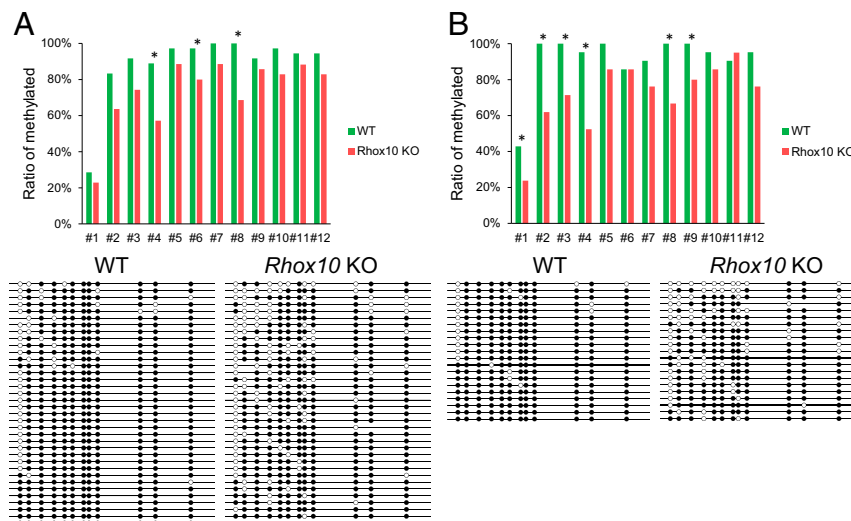 A
100%
80%
60%
40%
20%
0%
Ratio of methylated
* * *
WT
Rhox10 KO
#1 #2 #3 #4 #5 #6 #7 #8 #9 #10 #11 #12
WT
Rhox10 KO
B
100%
80%
60%
40%
20%
0%
Ratio of methylated
* * * * * *
WT
Rhox10 KO
#1 #2 #3 #4 #5 #6 #7 #8 #9 #10 #11 #12
WT
Rhox10 KO